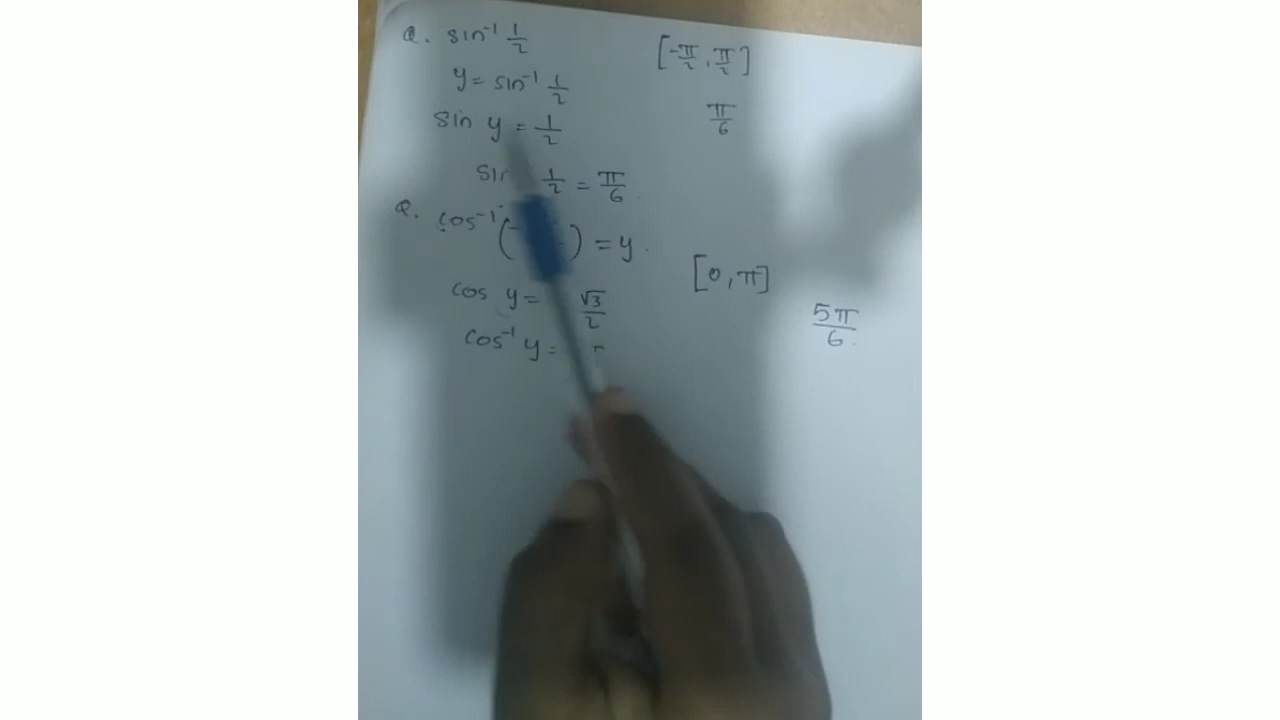 Q. sin⁻¹ 1/2
[-π/2, π/2]
y = sin⁻¹ 1/2
π/6
sin y = 1/2
1/2 = π/6
Q. cos⁻¹ ( ) = y.
[0, π]
cos y = √3/2
5π/6.
cos⁻¹ y =